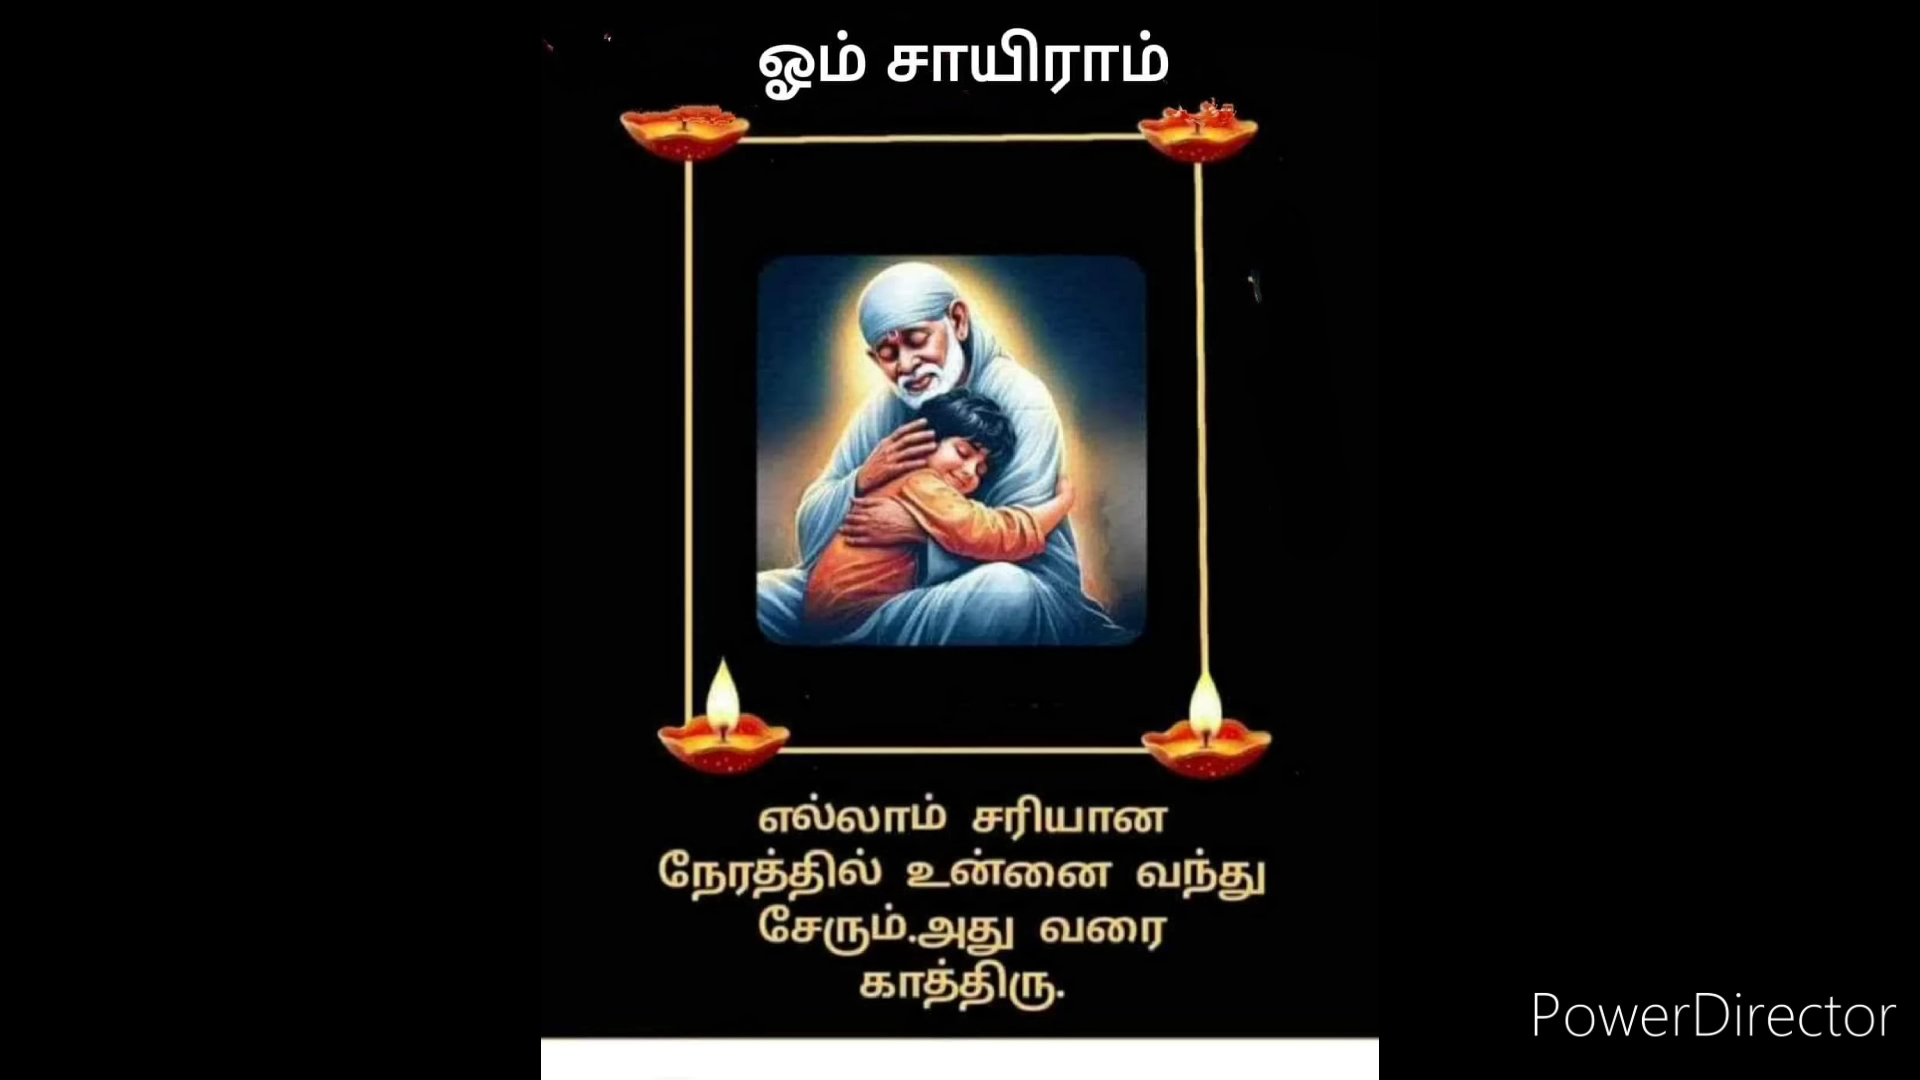 ஓம் சாயிராம்
எல்லாம் சரியான
நேரத்தில் உன்னை வந்து
சேரும்.அது வரை
காத்திரு.
PowerDirector